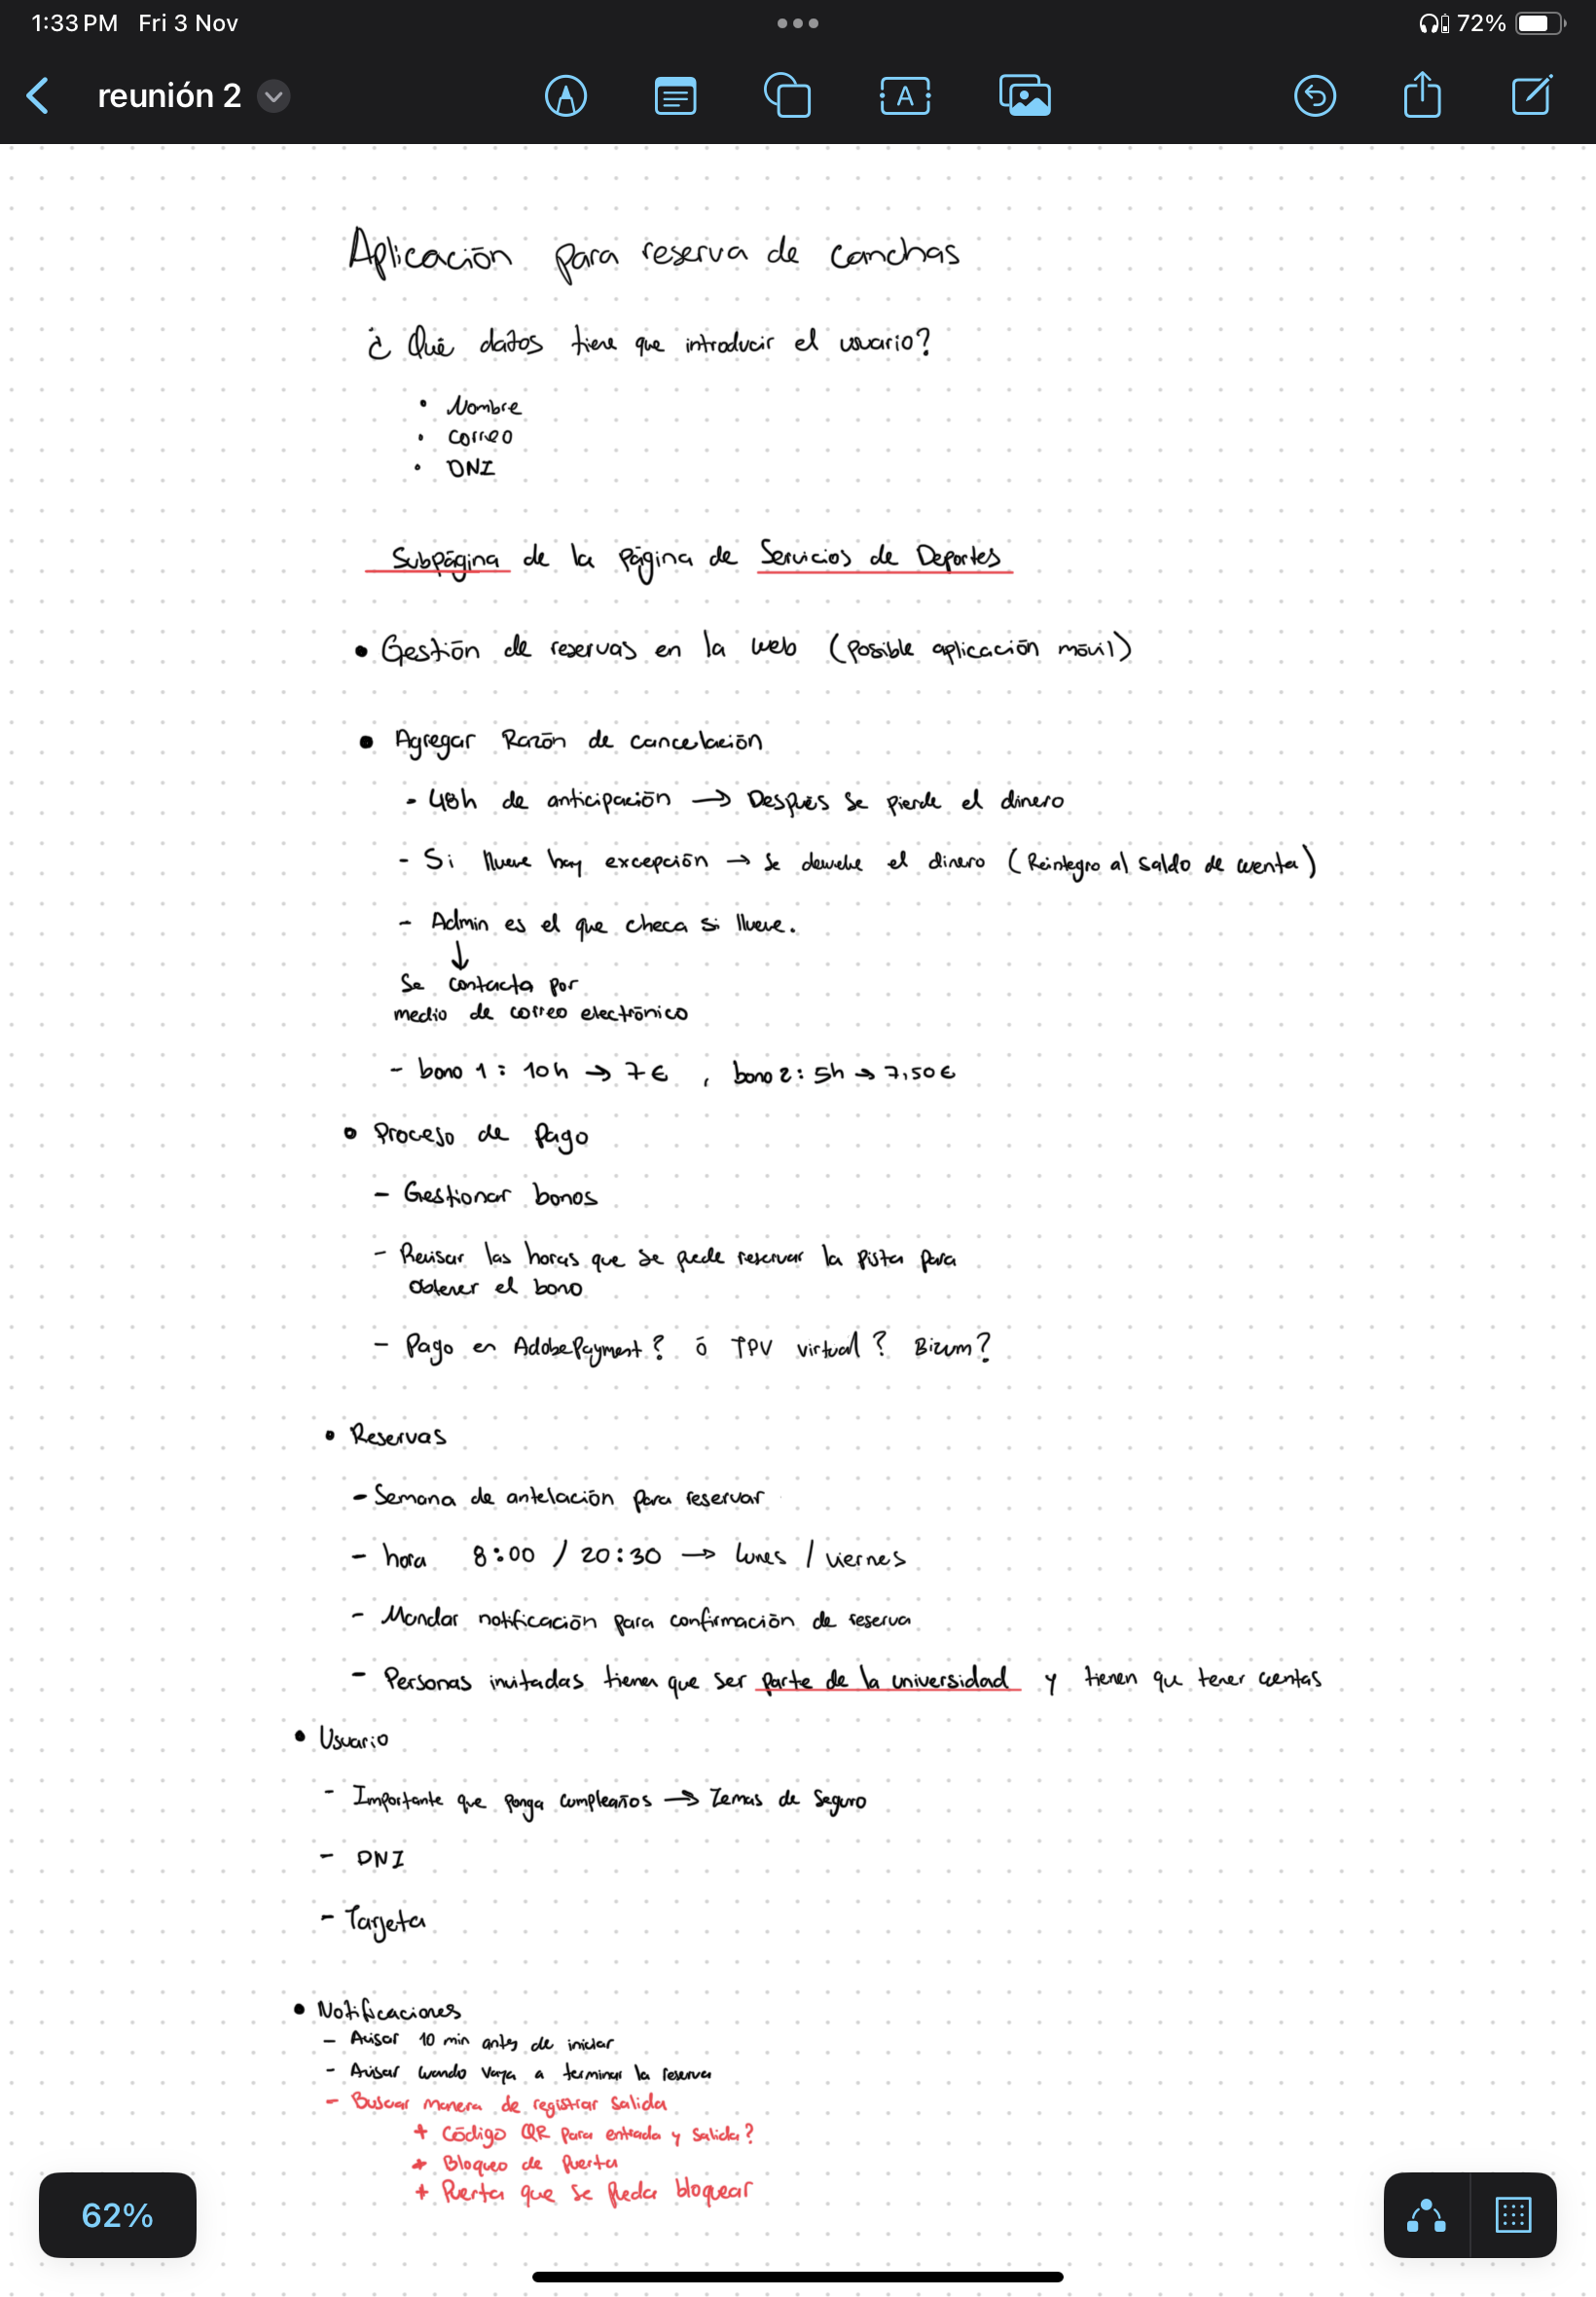 1:33 PM Fri 3 Nov 72%
reunión 2
Aplicación para reserva de canchas
¿Qué datos tiene que introducir el usuario?
• Nombre
• Correo
• DNI
Subpágina de la página de Servicios de Deportes
• Gestión de reservas en la web (posible aplicación móvil)
• Agregar Razón de cancelación
- 48h de anticipación → Después se pierde el dinero
- Si llueve hay excepción → se devuelve el dinero (Reintegro al saldo de cuenta)
- Admin es el que checa si llueve.
↓
Se contacta por
medio de correo electrónico
- bono 1: 10h → 7€, bono 2: 5h → 7,50€
• Proceso de Pago
- Gestionar bonos
- Revisar las horas que se puede reservar la pista para
obtener el bono
- Pago en AdobePayment? ó TPV virtual? Bizum?
• Reservas
- Semana de antelación para reservar
- hora 8:00 / 20:30 → lunes / viernes
- Mandar notificación para confirmación de reserva
- Personas invitadas tienen que ser parte de la universidad y tienen que tener cuentas
• Usuario
- Importante que ponga cumpleaños → Temas de Seguro
- DNI
- Tarjeta
• Notificaciones
- Avisar 10 min antes de iniciar
- Avisar cuando vaya a terminar la reserva
- Buscar manera de registrar salida
+ Código QR para entrada y salida?
+ Bloqueo de Puerta
+ Puerta que se pueda bloquear
62%